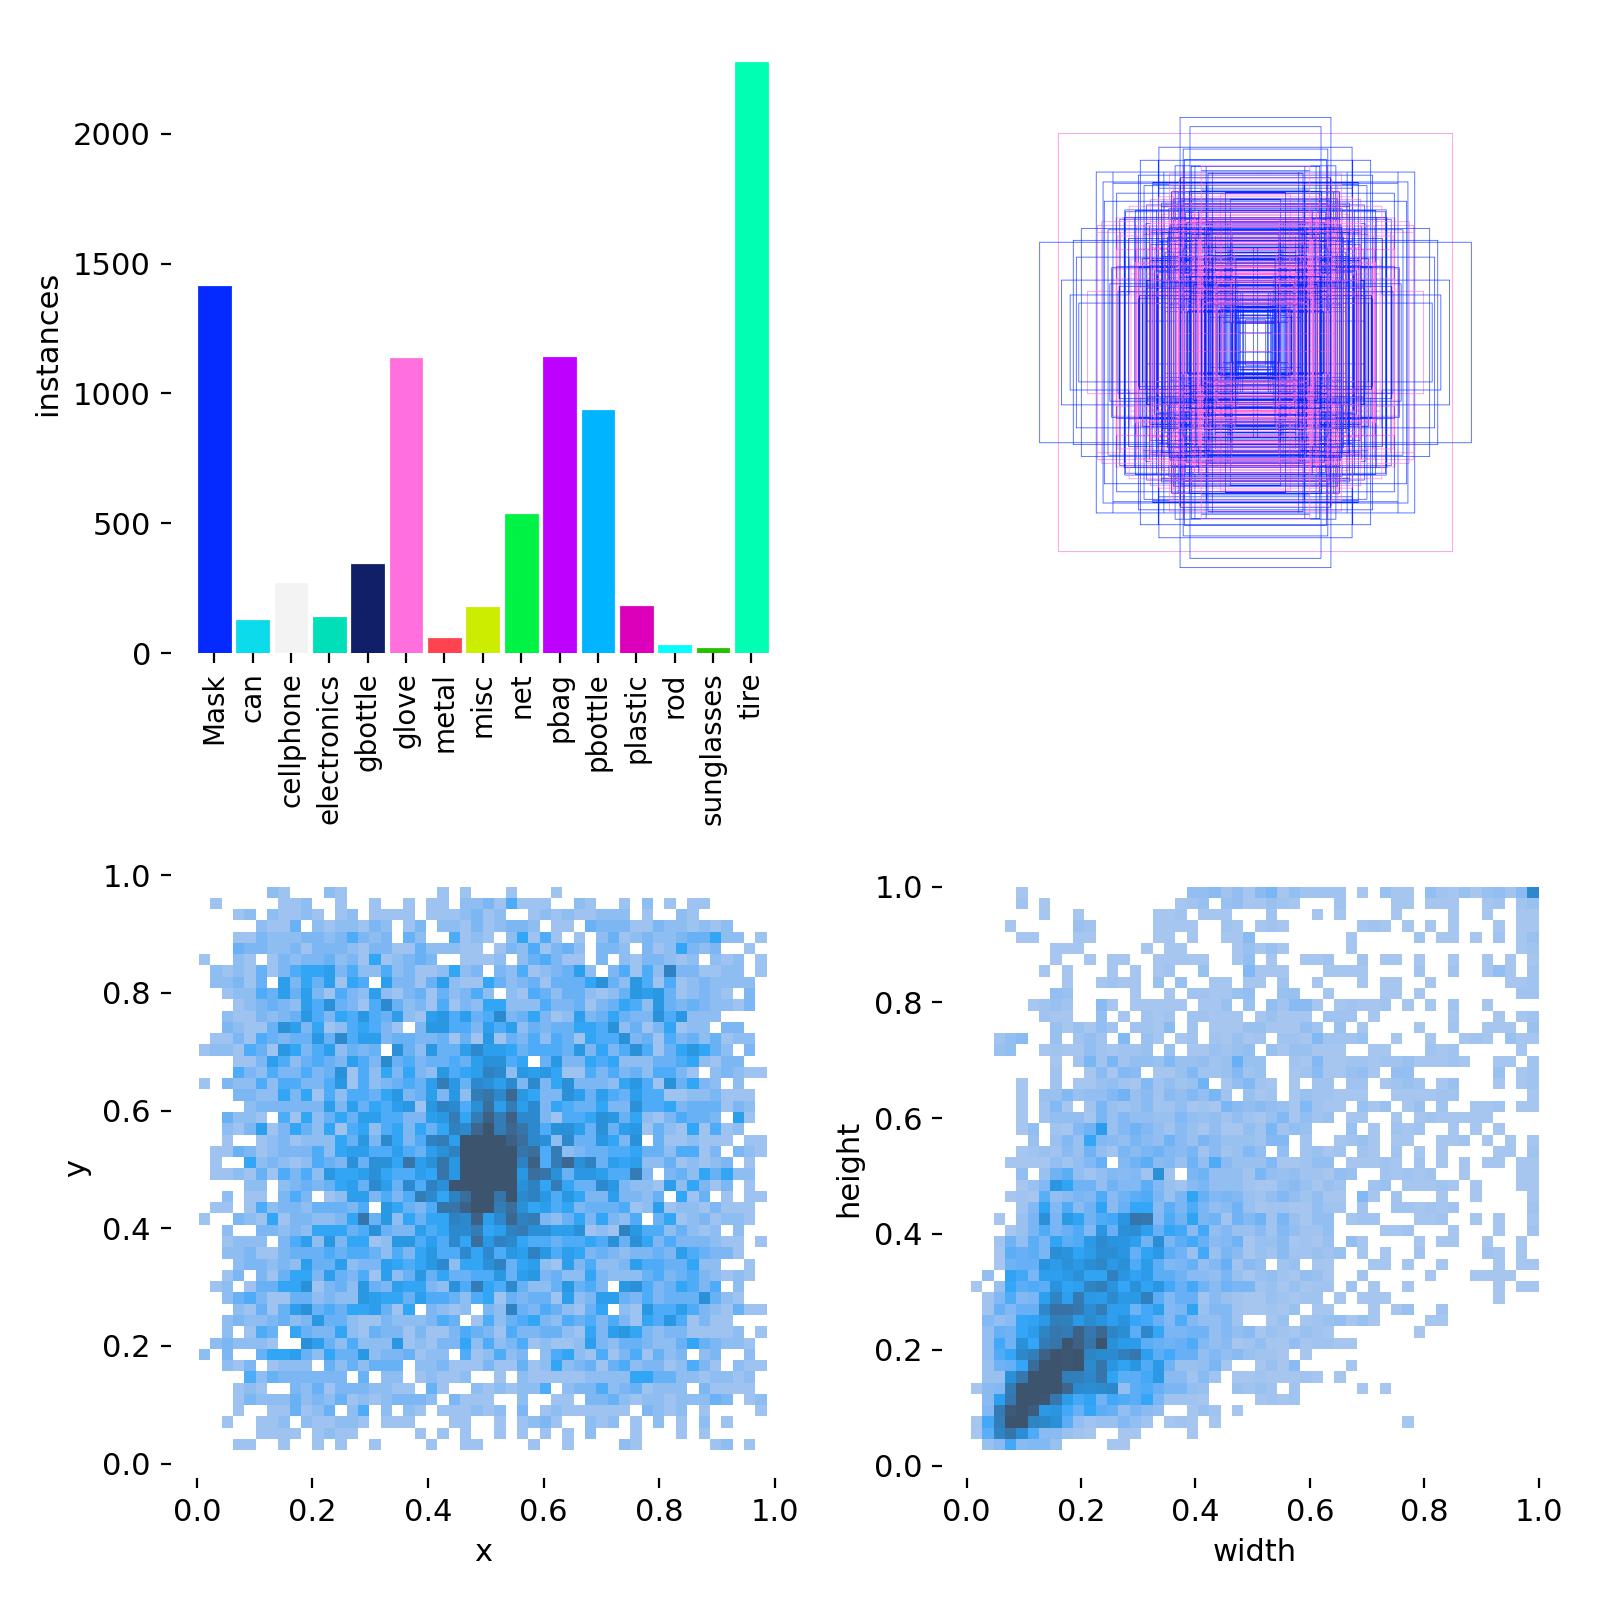 2000
1500
1000
500
0
instances
Mask
can
cellphone
electronics
gbottle
glove
metal
misc
net
pbag
pbottle
plastic
rod
sunglasses
tire
1.0
0.8
0.6
0.4
0.2
0.0
y
0.0 0.2 0.4 0.6 0.8 1.0
x
1.0
0.8
0.6
0.4
0.2
0.0
height
0.0 0.2 0.4 0.6 0.8 1.0
width